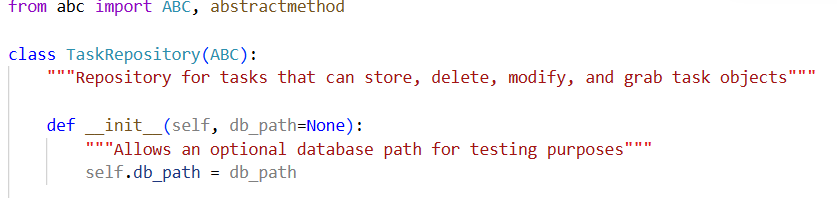 from abc import ABC, abstractmethod
class TaskRepository(ABC):
"""Repository for tasks that can store, delete, modify, and grab task objects"""
def __init__(self, db_path=None):
"""Allows an optional database path for testing purposes"""
self.db_path = db_path